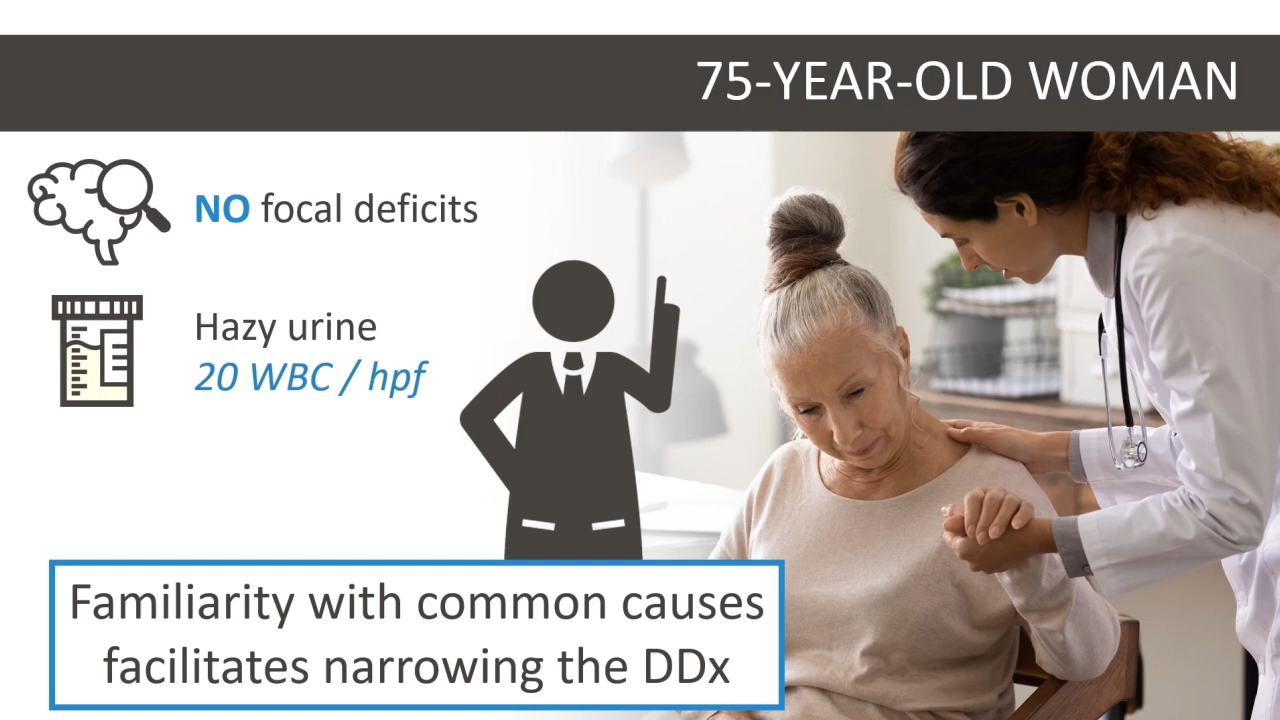 75-YEAR-OLD WOMAN
NO focal deficits
Hazy urine
20 WBC / hpf
Familiarity with common causes
facilitates narrowing the DDx